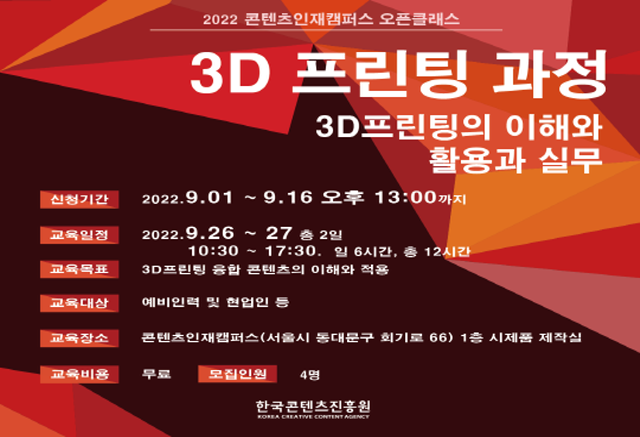 2022 콘텐츠인재캠퍼스 오픈클래스
3D 프린팅 과정
3D프린팅의 이해와
활용과 실무
신청기간 2022.9.01 ~ 9.16 오후 13:00까지
교육일정 2022.9.26 ~ 27 총 2일
10:30 ~ 17:30. 일 6시간, 총 12시간
교육목표 3D프린팅 융합 콘텐츠의 이해와 적용
교육대상 예비인력 및 현업인 등
교육장소 콘텐츠인재캠퍼스(서울시 동대문구 회기로 66) 1층 시제품 제작실
교육비용 무료 모집인원 4명
한국콘텐츠진흥원
KOREA CREATIVE CONTENT AGENCY